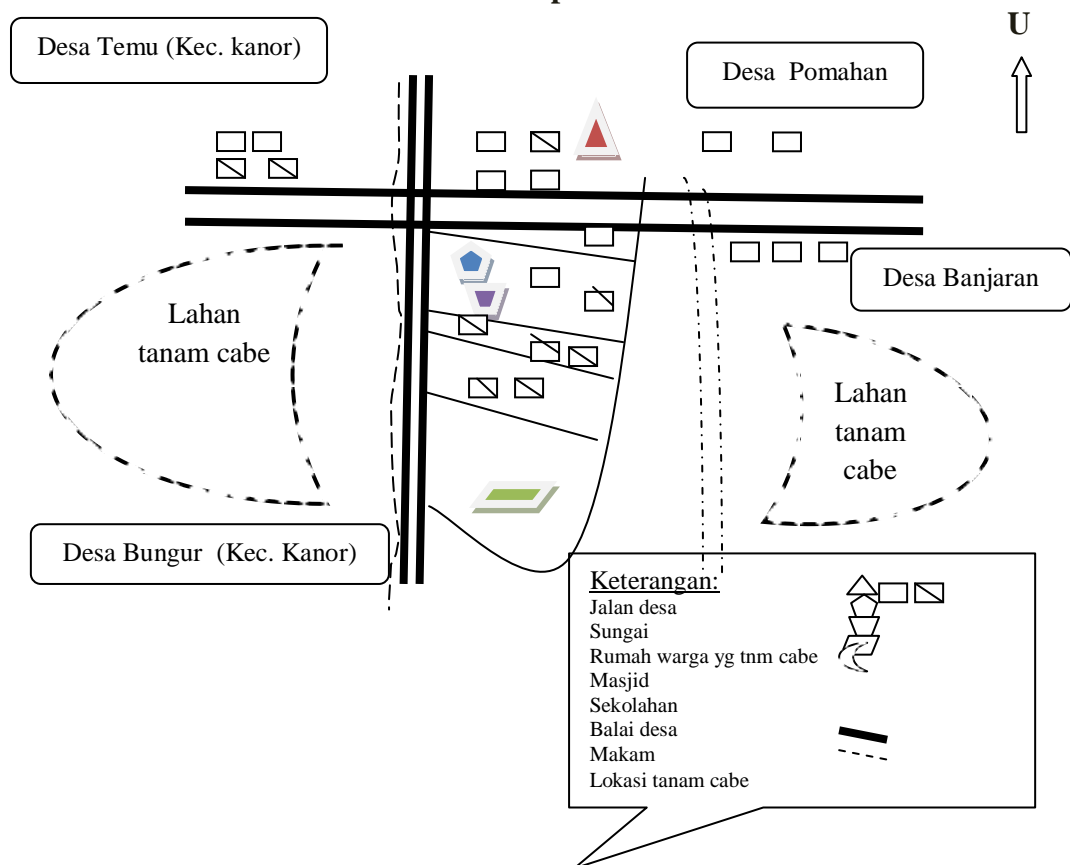 Desa Temu (Kec. kanor)
U
Desa Pomahan
Desa Banjaran
Lahan
tanam cabe
Lahan
tanam
cabe
Desa Bungur (Kec. Kanor)
Keterangan:
Jalan desa
Sungai
Rumah warga yg tnm cabe
Masjid
Sekolahan
Balai desa
Makam
Lokasi tanam cabe